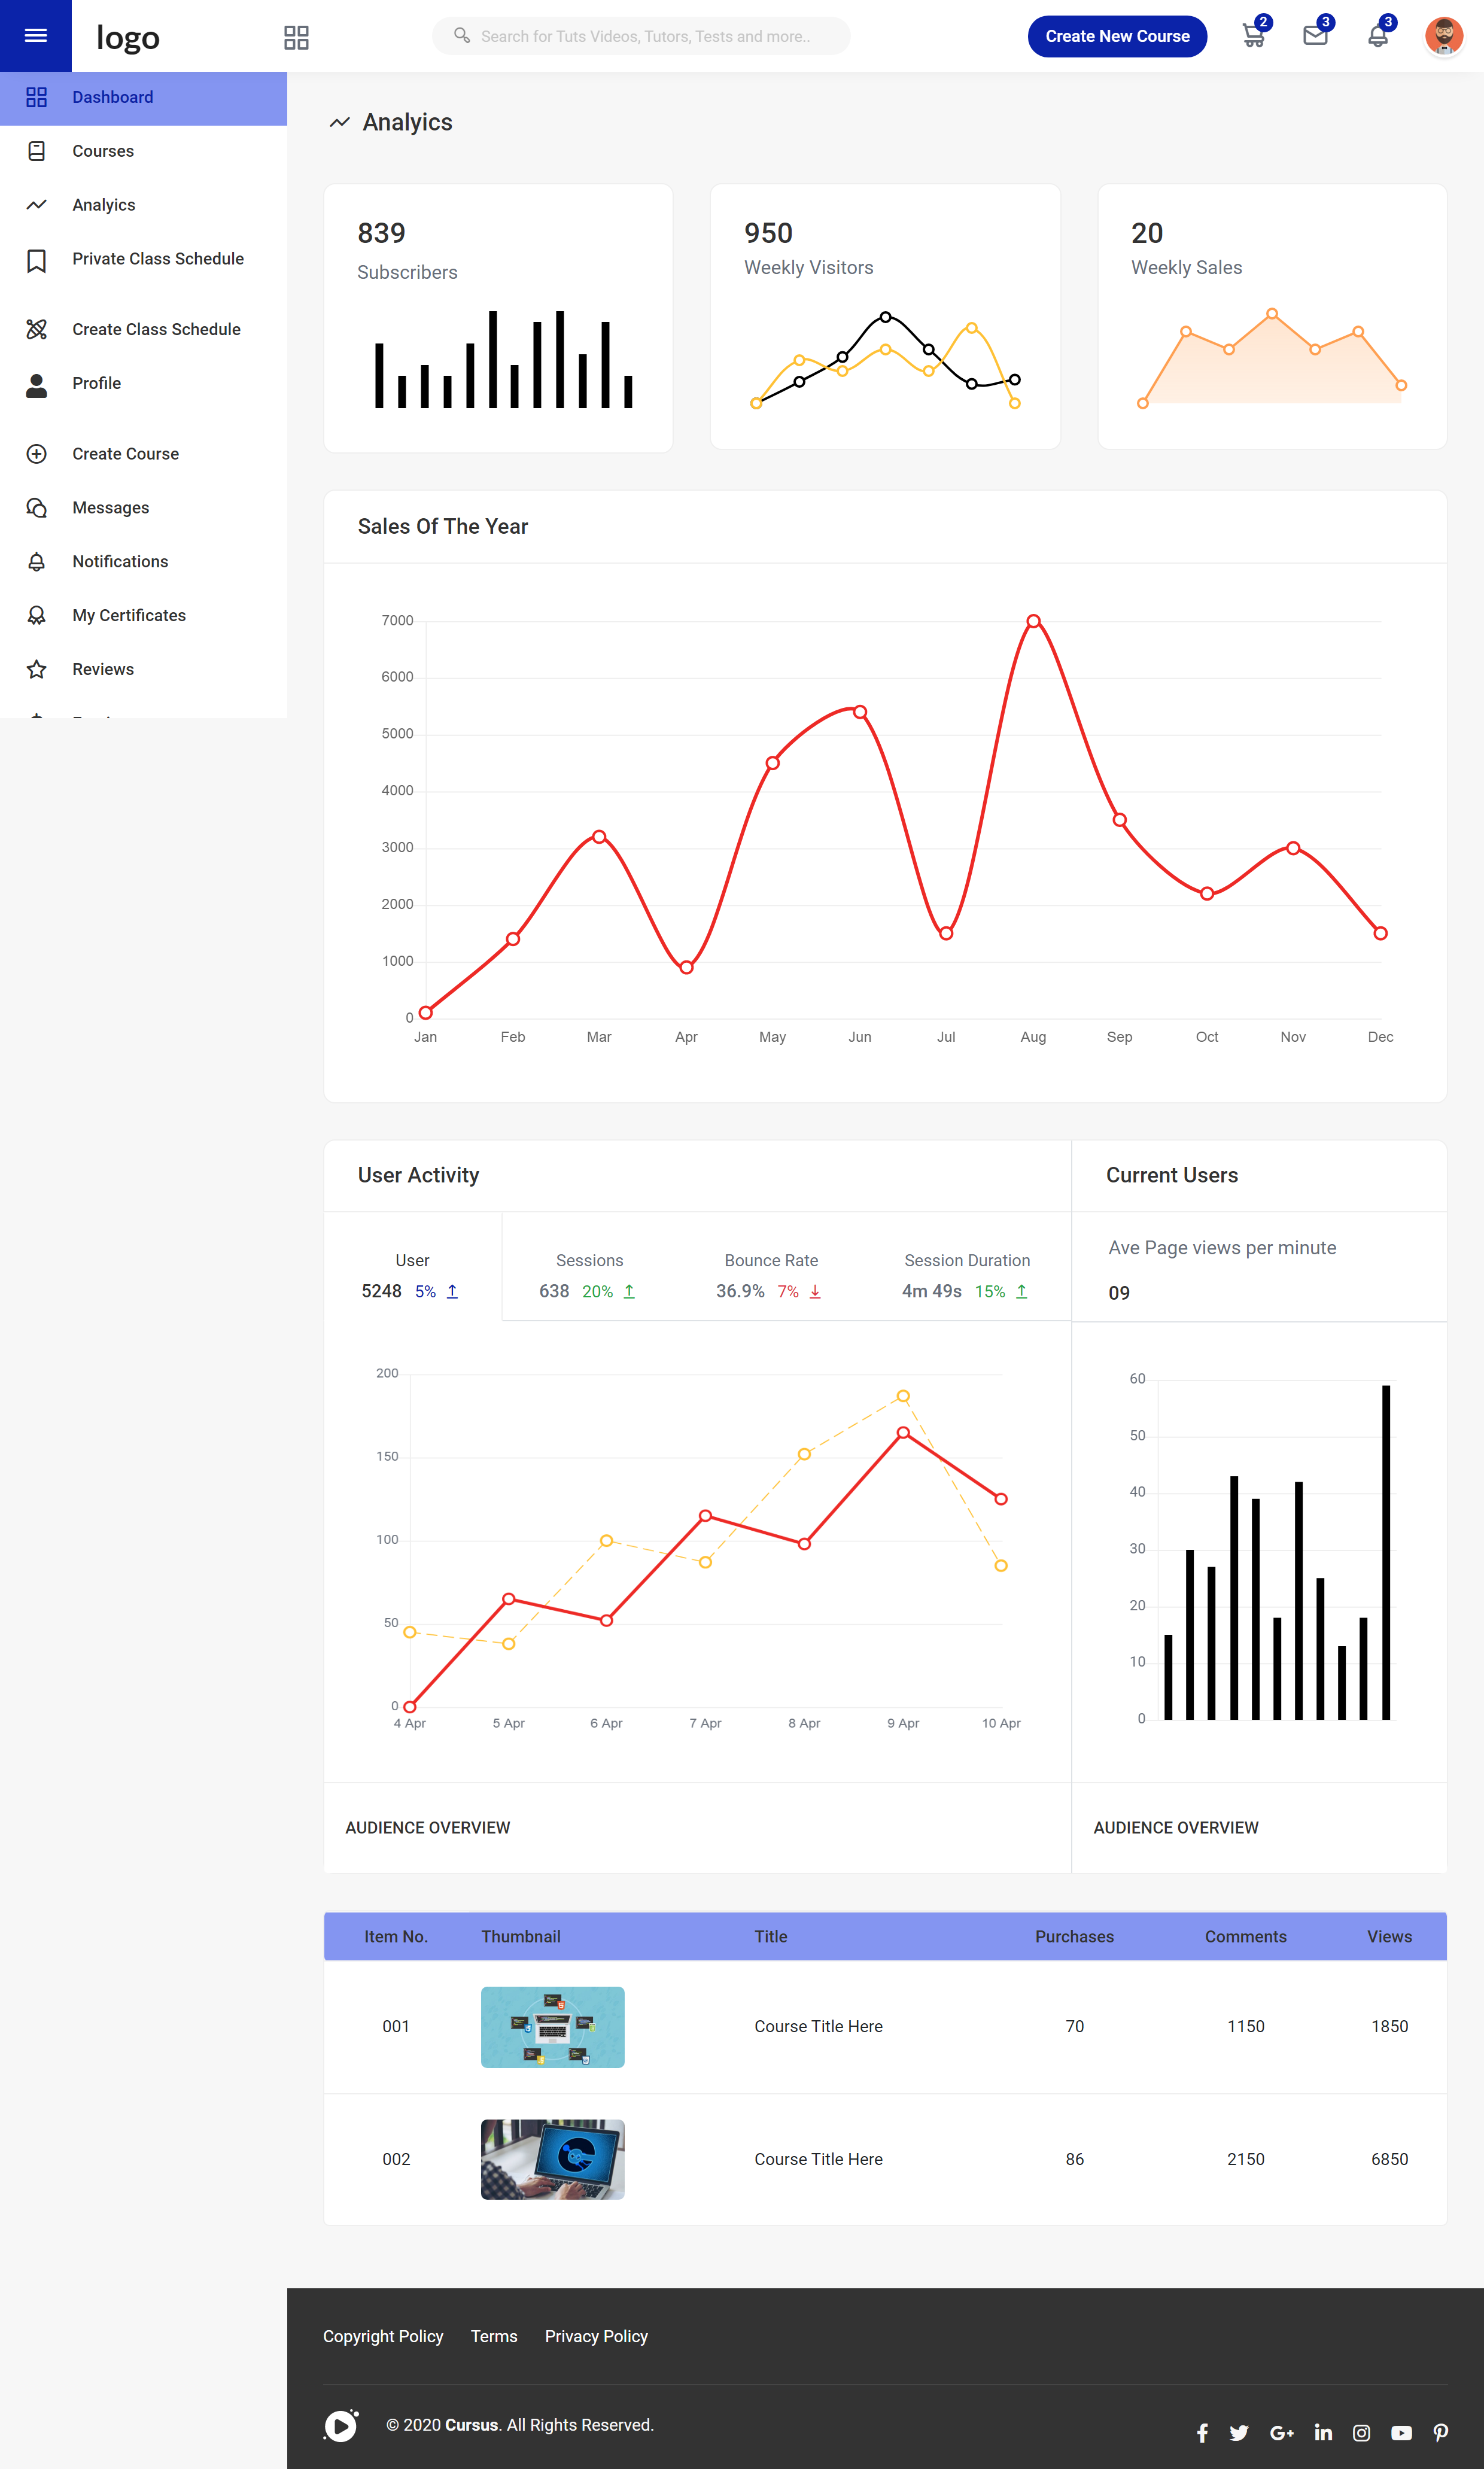 logo
Search for Tuts Videos, Tutors, Tests and more..
Create New Course
2
3
3
Dashboard
Courses
Analyics
Private Class Schedule
Create Class Schedule
Profile
Create Course
Messages
Notifications
My Certificates
Reviews
Analyics
839
Subscribers
950
Weekly Visitors
20
Weekly Sales
Sales Of The Year
7000
6000
5000
4000
3000
2000
1000
0
Jan Feb Mar Apr May Jun Jul Aug Sep Oct Nov Dec
User Activity
User
5248 5%
Sessions
638 20%
Bounce Rate
36.9% 7%
Session Duration
4m 49s 15%
200
150
100
50
0
4 Apr 5 Apr 6 Apr 7 Apr 8 Apr 9 Apr 10 Apr
AUDIENCE OVERVIEW
Current Users
Ave Page views per minute
09
60
50
40
30
20
10
0
AUDIENCE OVERVIEW
Item No. Thumbnail Title Purchases Comments Views
001 Course Title Here 70 1150 1850
002 Course Title Here 86 2150 6850
Copyright Policy Terms Privacy Policy
© 2020 Cursus. All Rights Reserved.